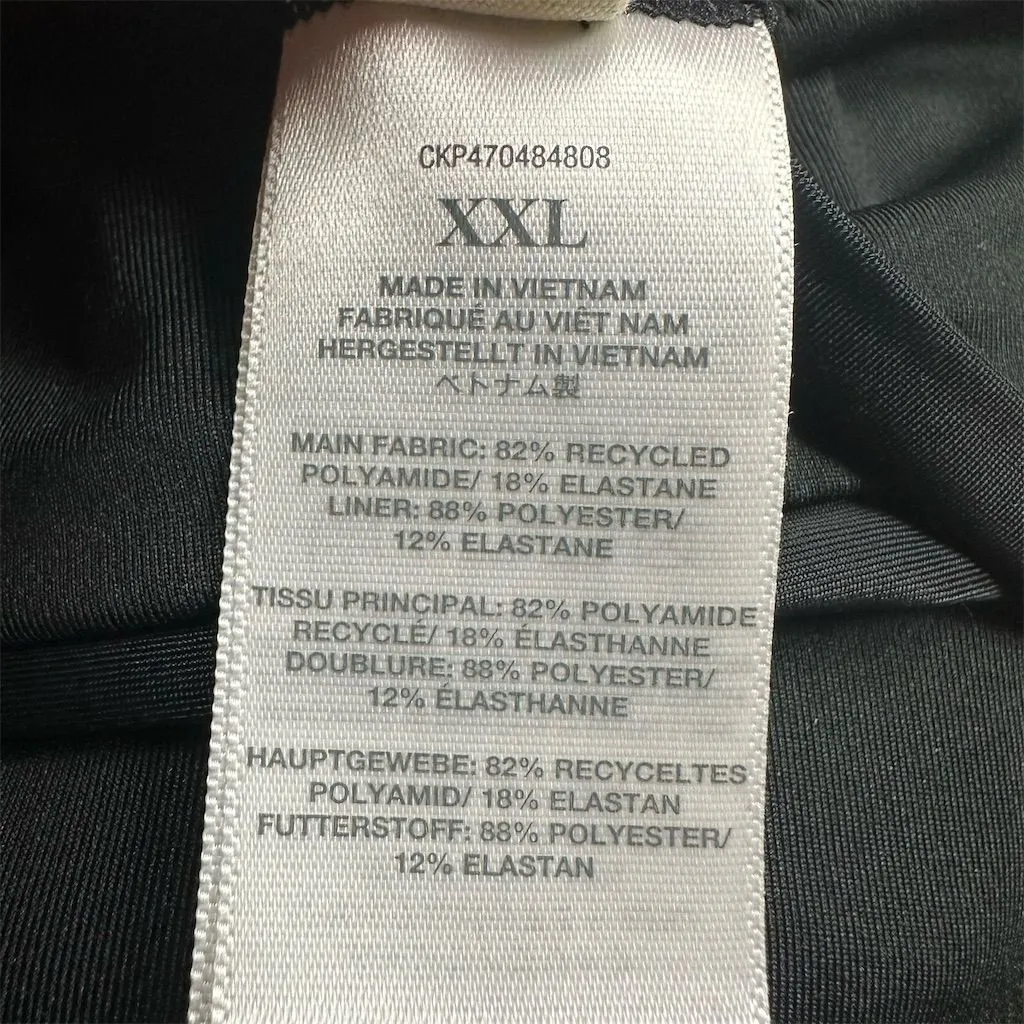 CKP470484808
XXL
MADE IN VIETNAM
FABRIQUÉ AU VIÊT NAM
HERGESTELLT IN VIETNAM
ベトナム製
MAIN FABRIC: 82% RECYCLED
POLYAMIDE/ 18% ELASTANE
LINER: 88% POLYESTER/
12% ELASTANE
TISSU PRINCIPAL: 82% POLYAMIDE
RECYCLÉ/ 18% ÉLASTHANNE
DOUBLURE: 88% POLYESTER/
12% ÉLASTHANNE
HAUPTGEWEBE: 82% RECYCELTES
POLYAMID/ 18% ELASTAN
FUTTERSTOFF: 88% POLYESTER/
12% ELASTAN